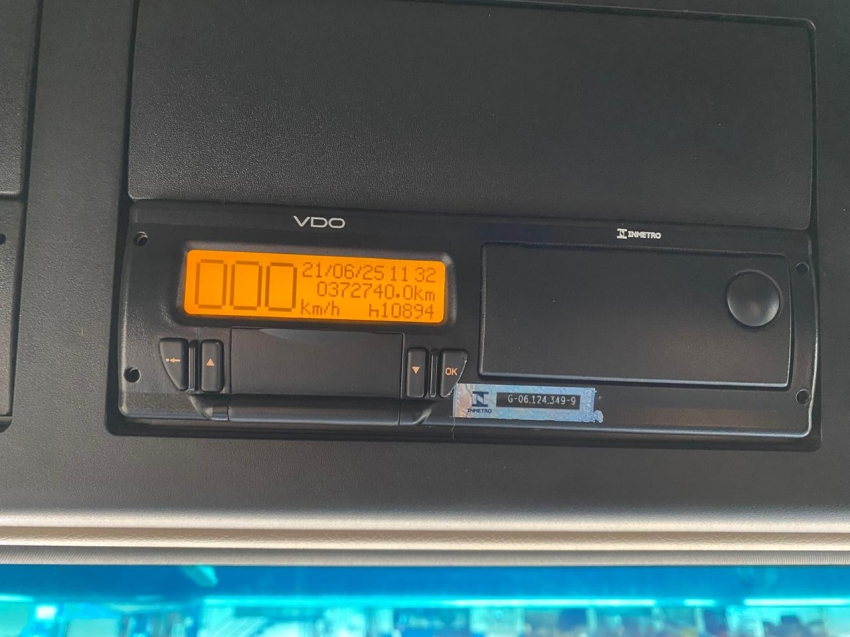 VDO
INMETRO
000 km/h
21/06/25 11 32
0372740.0km
h10894
OK
INMETRO
G-06.124.349-9